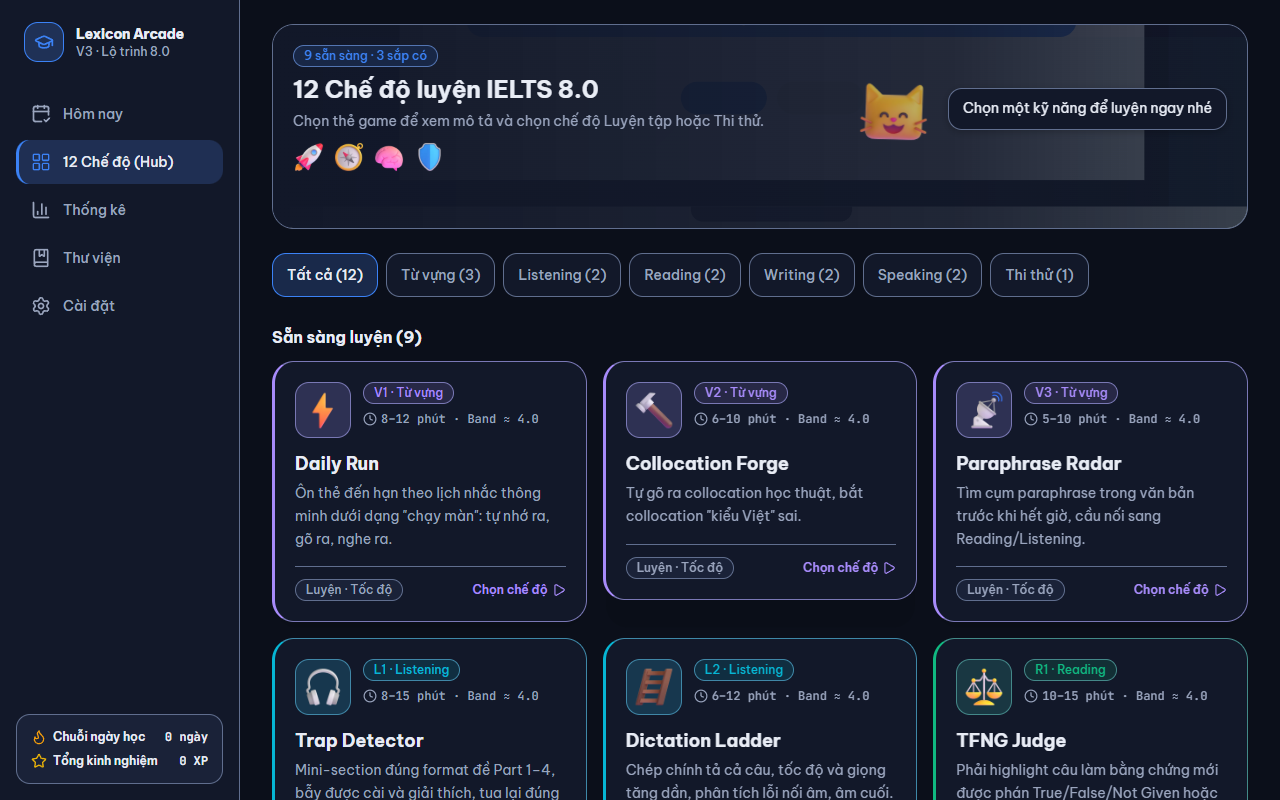 Lexicon Arcade
V3 · Lộ trình 8.0
Hôm nay
12 Chế độ (Hub)
Thống kê
Thư viện
Cài đặt
Chuỗi ngày học 0 ngày
Tổng kinh nghiệm 0 XP
9 sẵn sàng · 3 sắp có
12 Chế độ luyện IELTS 8.0
Chọn thẻ game để xem mô tả và chọn chế độ Luyện tập hoặc Thi thử.
Chọn một kỹ năng để luyện ngay nhé
Tất cả (12)
Từ vựng (3)
Listening (2)
Reading (2)
Writing (2)
Speaking (2)
Thi thử (1)
Sẵn sàng luyện (9)
V1 · Từ vựng
8–12 phút · Band ≈ 4.0
Daily Run
Ôn thẻ đến hạn theo lịch nhắc thông
minh dưới dạng "chạy màn": tự nhớ ra,
gõ ra, nghe ra.
Luyện · Tốc độ
Chọn chế độ
V2 · Từ vựng
6–10 phút · Band ≈ 4.0
Collocation Forge
Tự gõ ra collocation học thuật, bắt
collocation "kiểu Việt" sai.
Luyện · Tốc độ
Chọn chế độ
V3 · Từ vựng
5–10 phút · Band ≈ 4.0
Paraphrase Radar
Tìm cụm paraphrase trong văn bản
trước khi hết giờ, cầu nối sang
Reading/Listening.
Luyện · Tốc độ
Chọn chế độ
L1 · Listening
8–15 phút · Band ≈ 4.0
Trap Detector
Mini-section đúng format đề Part 1–4,
bẫy được cài và giải thích, tua lại đúng
L2 · Listening
6–12 phút · Band ≈ 4.0
Dictation Ladder
Chép chính tả cả câu, tốc độ và giọng
tăng dần, phân tích lỗi nối âm, âm cuối.
R1 · Reading
10–15 phút · Band ≈ 4.0
TFNG Judge
Phải highlight câu làm bằng chứng mới
được phán True/False/Not Given hoặc